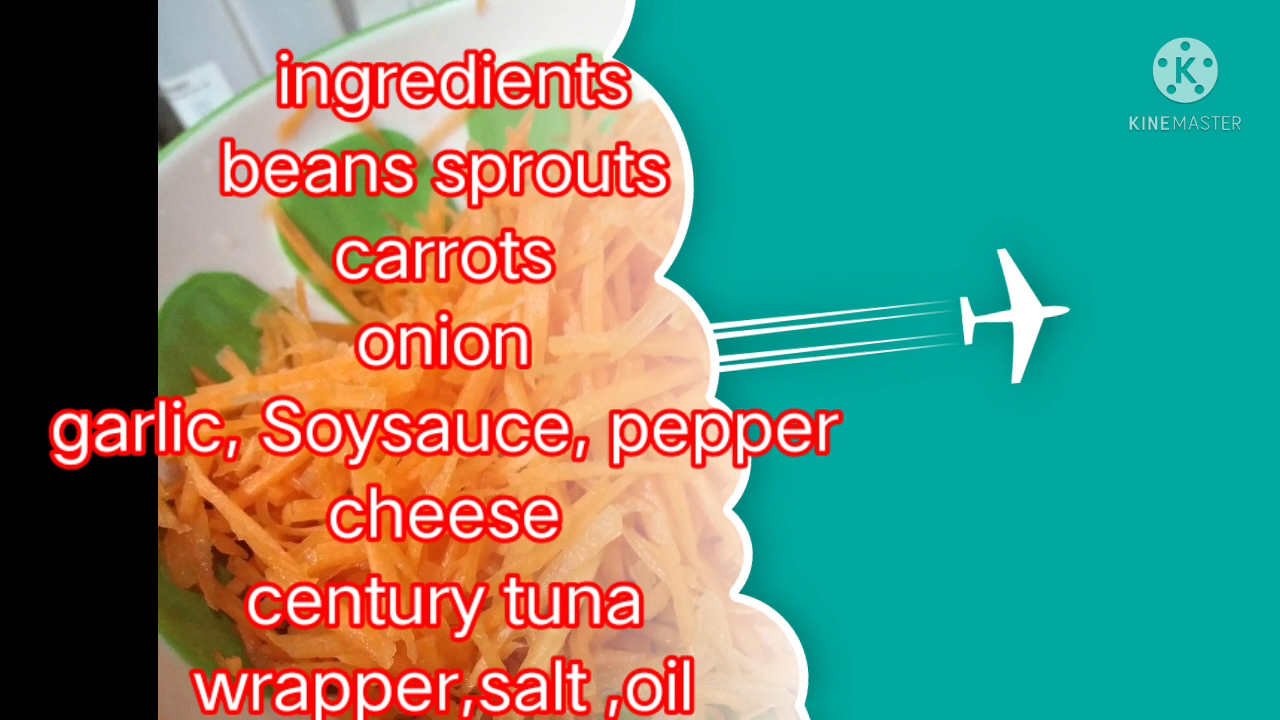 ingredients
beans sprouts
carrots
onion
garlic, Soysauce, pepper
cheese
century tuna
wrapper,salt ,oil
K
KINEMASTER